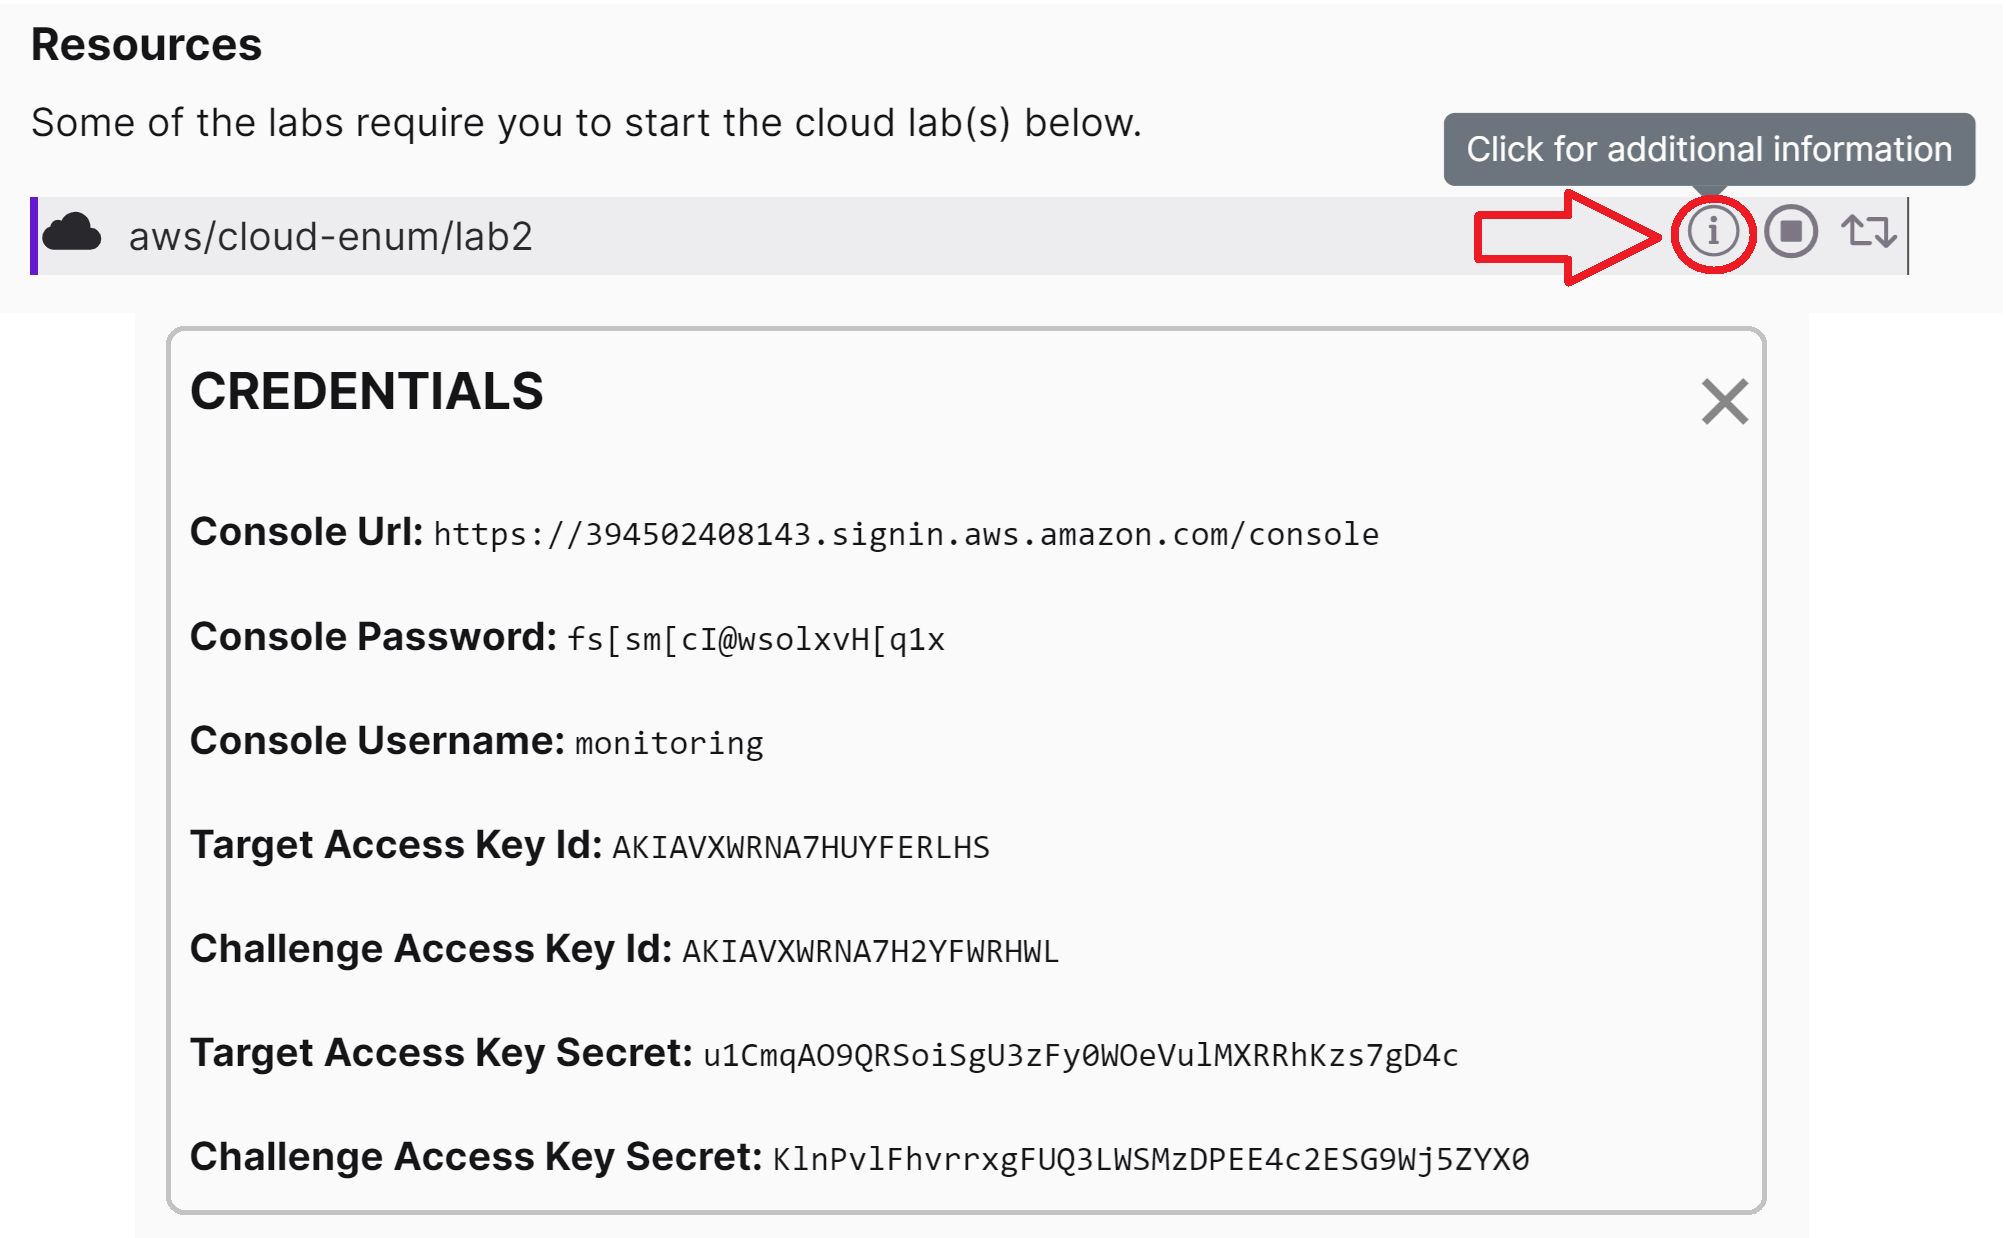 Resources
Some of the labs require you to start the cloud lab(s) below.
Click for additional information
aws/cloud-enum/lab2
CREDENTIALS
Console Url: https://394502408143.signin.aws.amazon.com/console
Console Password: fs[sm[cI@wsolxvH[q1x
Console Username: monitoring
Target Access Key Id: AKIAVXWRNA7HUYFERLHS
Challenge Access Key Id: AKIAVXWRNA7H2YFWRHWL
Target Access Key Secret: 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
Challenge Access Key Secret: KlnPvlFhvrrxgFUQ3LWSMzDPEE4c2ESG9Wj5ZYX0